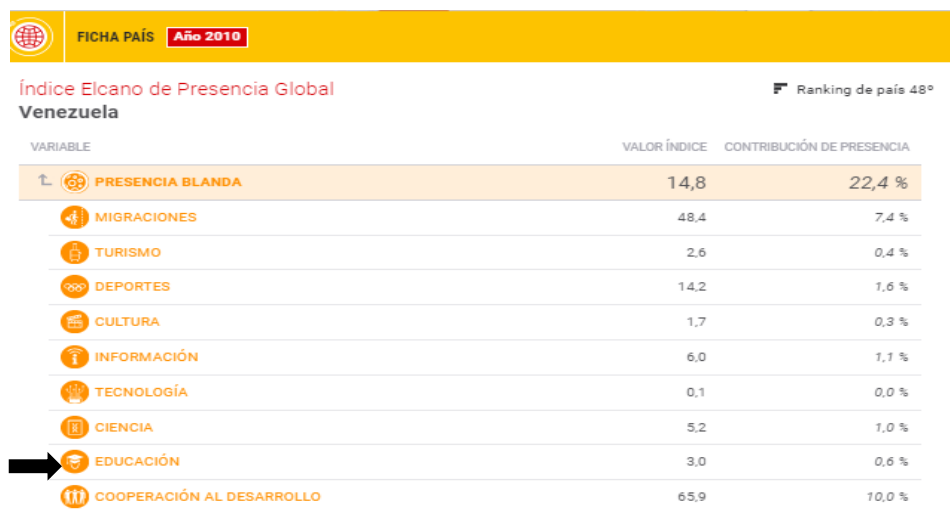 FICHA PAÍS Año 2010
Índice Elcano de Presencia Global Ranking de país 48º
Venezuela
VARIABLE VALOR ÍNDICE CONTRIBUCIÓN DE PRESENCIA
PRESENCIA BLANDA 14,8 22,4 %
MIGRACIONES 48,4 7,4 %
TURISMO 2,6 0,4 %
DEPORTES 14,2 1,6 %
CULTURA 1,7 0,3 %
INFORMACIÓN 6,0 1,1 %
TECNOLOGÍA 0,1 0,0 %
CIENCIA 5,2 1,0 %
EDUCACIÓN 3,0 0,6 %
COOPERACIÓN AL DESARROLLO 65,9 10,0 %